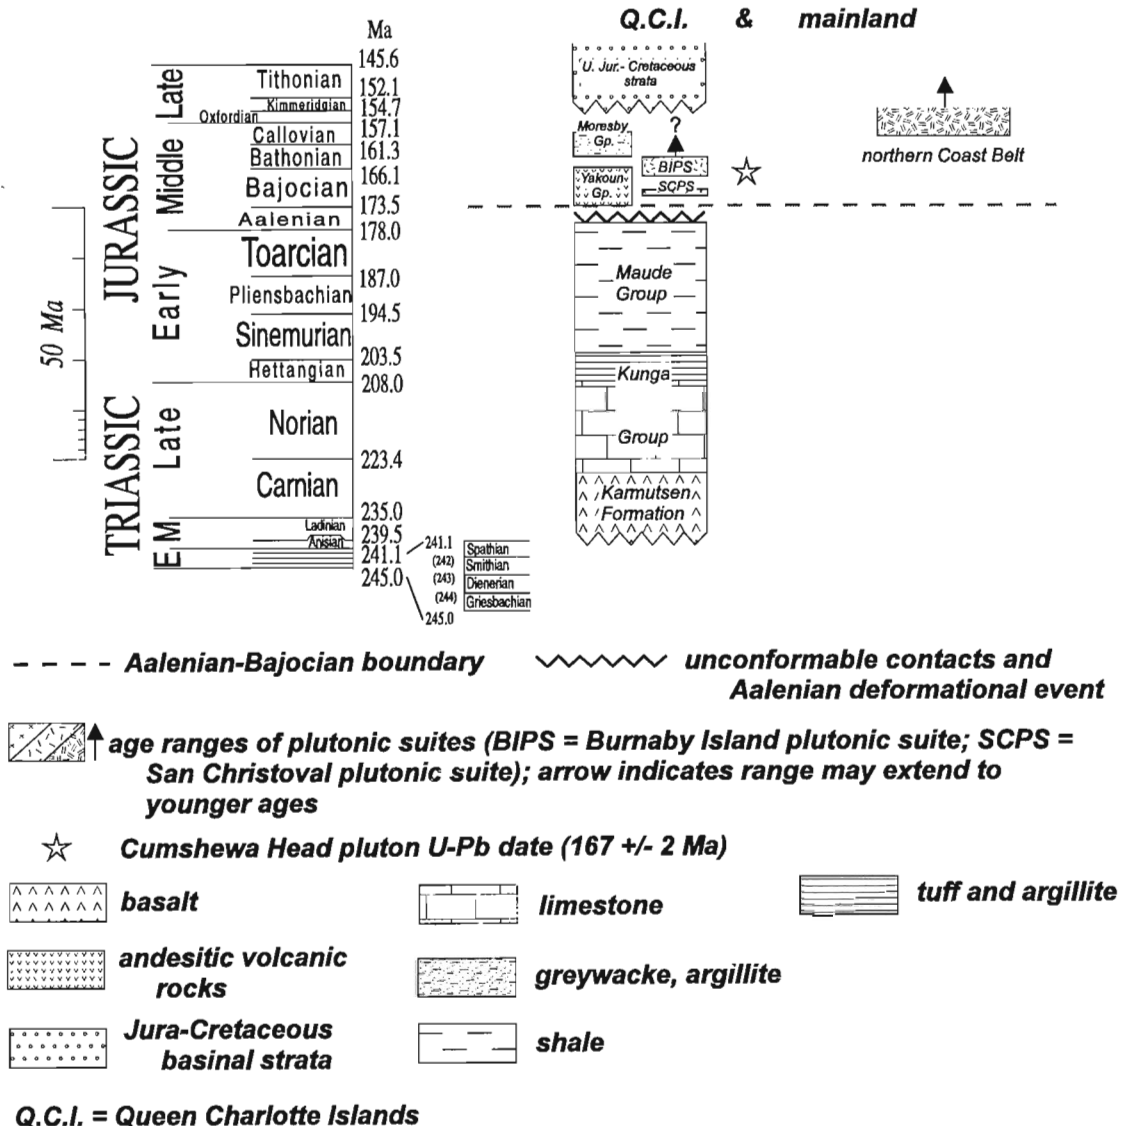 Q.C.I. & mainland
Ma
145.6
Tithonian
152.1
Kimmeridgian
154.7
Oxfordian
157.1
Callovian
161.3
Bathonian
166.1
Bajocian
173.5
Aalenian
178.0
Toarcian
187.0
Pliensbachian
194.5
Sinemurian
203.5
Hettangian
208.0
Norian
223.4
Carnian
235.0
Ladinian
239.5
Anisian
241.1
245.0
Late
Middle
Early
JURASSIC
Late
M
E
TRIASSIC
50 Ma
241.1
Spathian
(242)
Smithian
(243)
Dienerian
(244)
Griesbachian
245.0
U. Jur.- Cretaceous
strata
Moresby
Gp.
?
BIPS
Yakoun
Gp.
SCPS
northern Coast Belt
Maude
Group
Kunga
Group
Karmutsen
Formation
Aalenian-Bajocian boundary
unconformable contacts and
Aalenian deformational event
age ranges of plutonic suites (BIPS = Burnaby Island plutonic suite; SCPS =
San Christoval plutonic suite); arrow indicates range may extend to
younger ages
Cumshewa Head pluton U-Pb date (167 +/- 2 Ma)
basalt
limestone
tuff and argillite
andesitic volcanic
rocks
greywacke, argillite
Jura-Cretaceous
basinal strata
shale
Q.C.I. = Queen Charlotte Islands